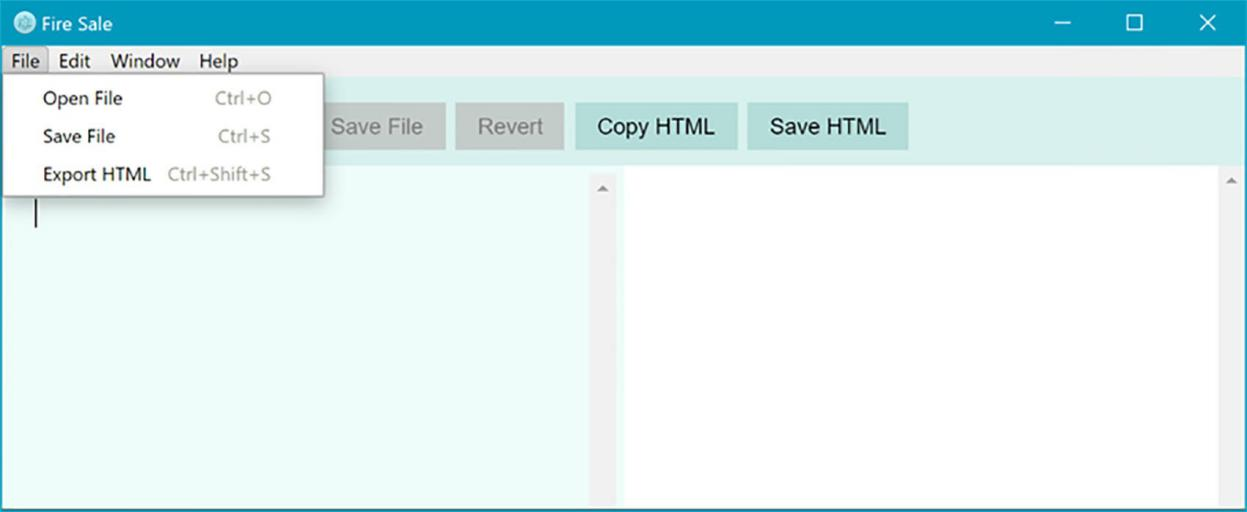 Fire Sale
File Edit Window Help
Open File Ctrl+O
Save File Ctrl+S
Export HTML Ctrl+Shift+S
Save File Revert Copy HTML Save HTML